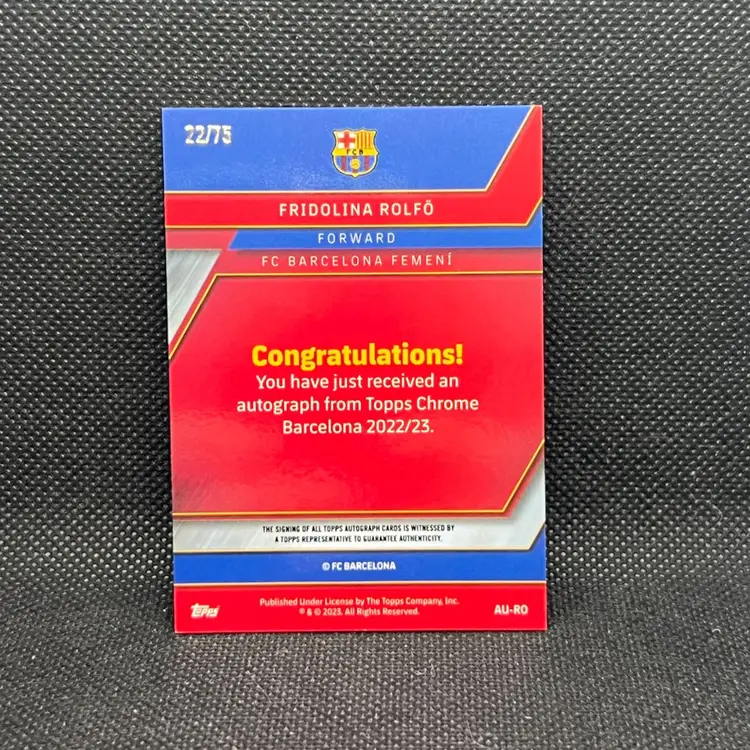 22/75
FCB
FRIDOLINA ROLFÖ
FORWARD
FC BARCELONA FEMENÍ
Congratulations!
You have just received an
autograph from Topps Chrome
Barcelona 2022/23.
THE SIGNING OF ALL TOPPS AUTOGRAPH CARDS IS WITNESSED BY
A TOPPS REPRESENTATIVE TO GUARANTEE AUTHENTICITY.
© FC BARCELONA
topps
Published Under License by The Topps Company, Inc.
® & © 2023. All Rights Reserved.
AU-RO